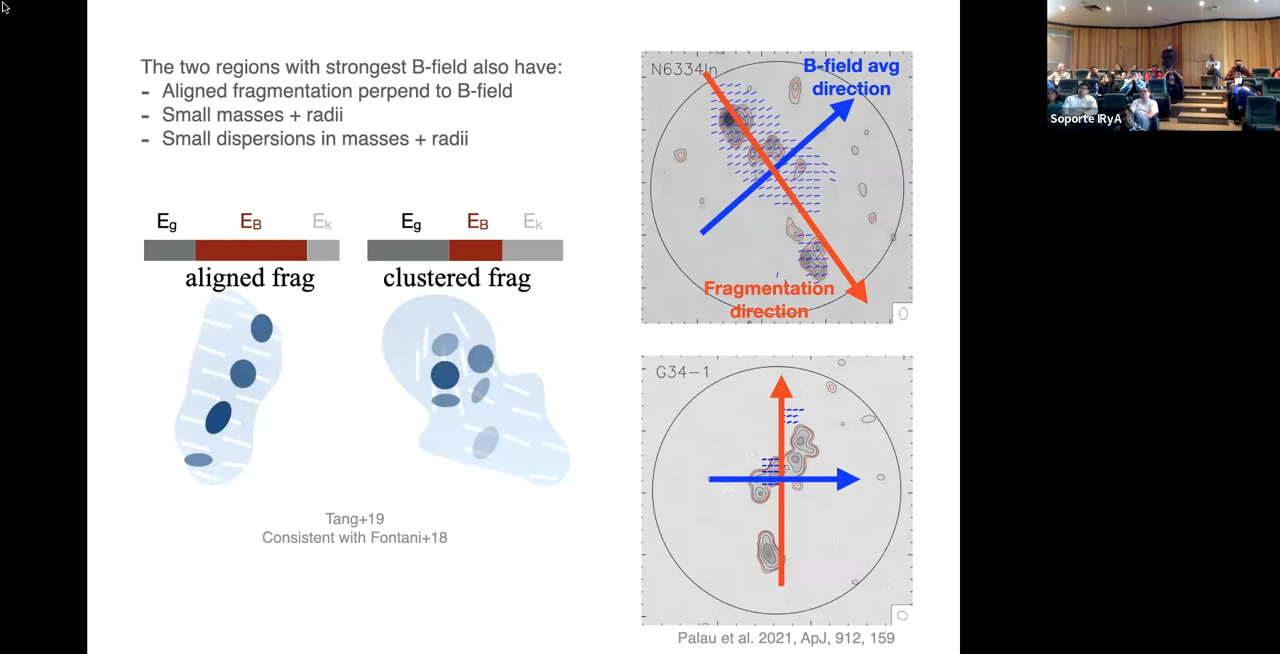 The two regions with strongest B-field also have:
- Aligned fragmentation perpend to B-field
- Small masses + radii
- Small dispersions in masses + radii
Eg EB Ek
aligned frag
Eg EB Ek
clustered frag
Tang+19
Consistent with Fontani+18
N6334In
B-field avg
direction
Fragmentation
direction
G34-1
Palau et al. 2021, ApJ, 912, 159
Soporte IRyA